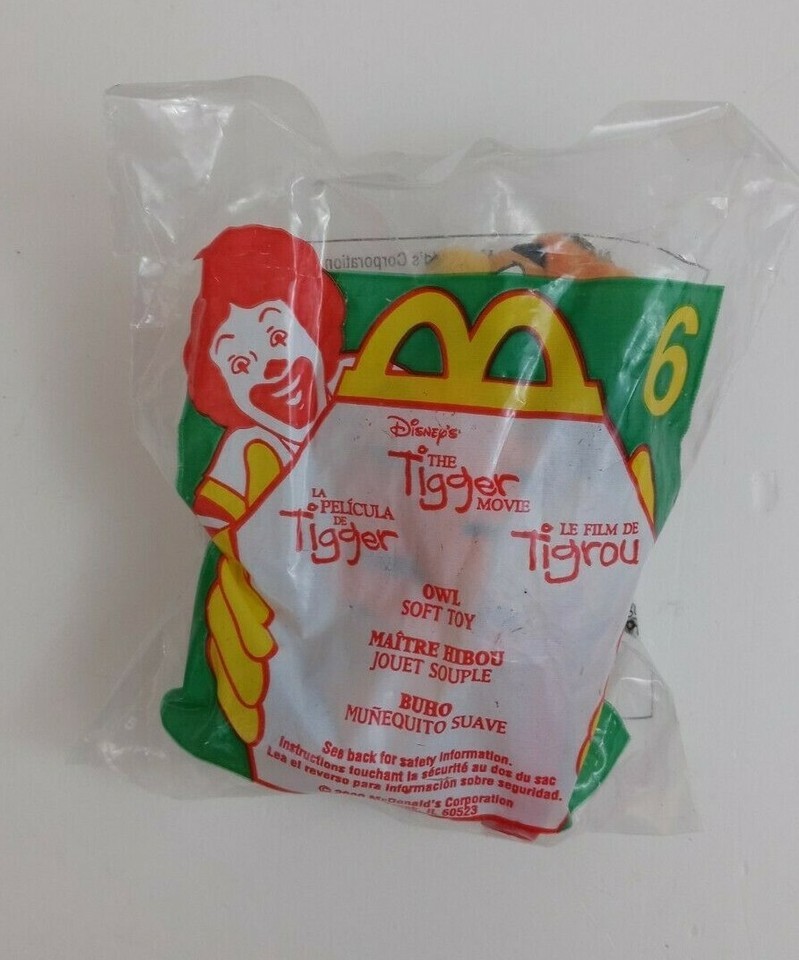 6
DISNEY'S
THE
Tigger
MOVIE
LA
PELÍCULA
DE
Tigger
LE FILM DE
Tigrou
OWL
SOFT TOY
MAÎTRE HIBOU
JOUET SOUPLE
BUHO
MUÑEQUITO SUAVE
See back for safety information.
Instructions touchant la sécurité au dos du sac
Lea el reverso para información sobre seguridad.
© McDonald's Corporation
IL 60523
's Corporation